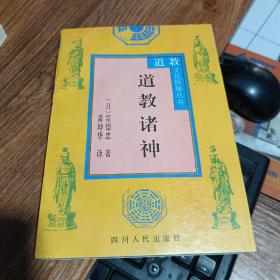 道教文化探秘丛书
道教诸神
〔日〕窪德忠 著
萧坤华 译
四川人民出版社